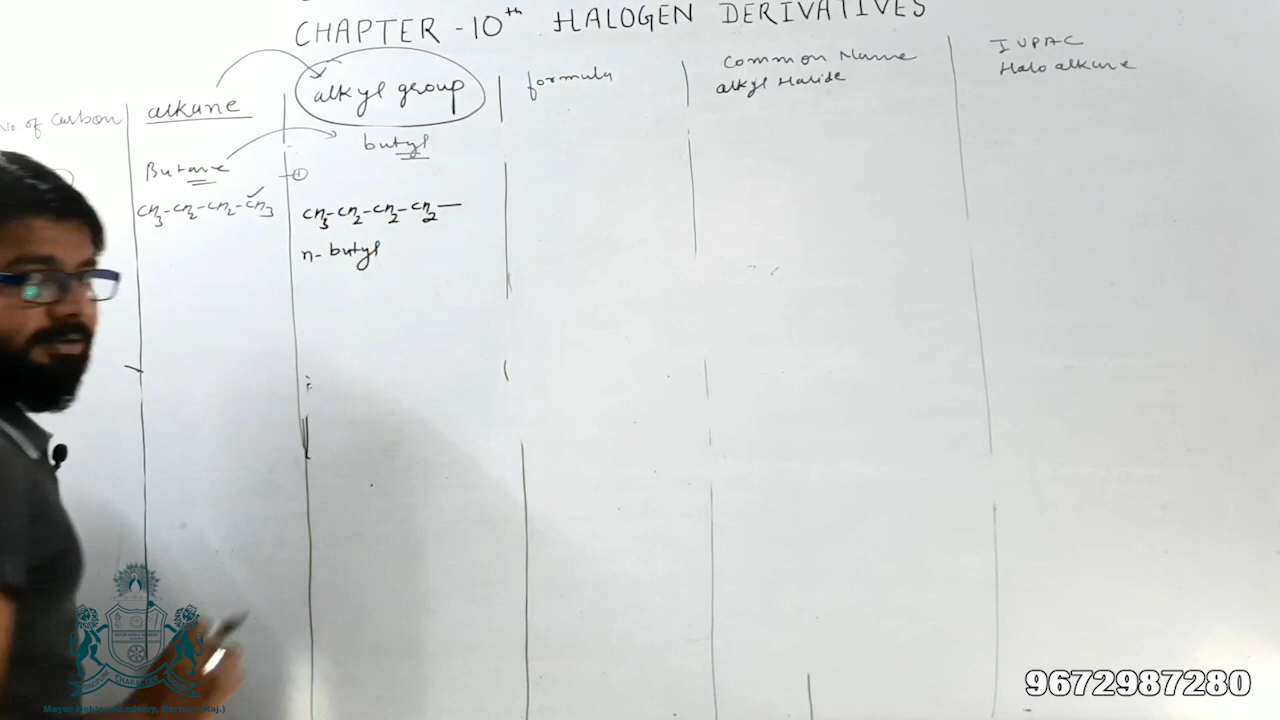 CHAPTER -10th HALOGEN DERIVATIVES
No. of Carbon
alkane
alkyl group
formula
Common Name
alkyl Halide
IUPAC
Halo alkane
Butane
butyl
CH3-CH2-CH2-CH3
CH3-CH2-CH2-CH2—
n-butyl
9672987280